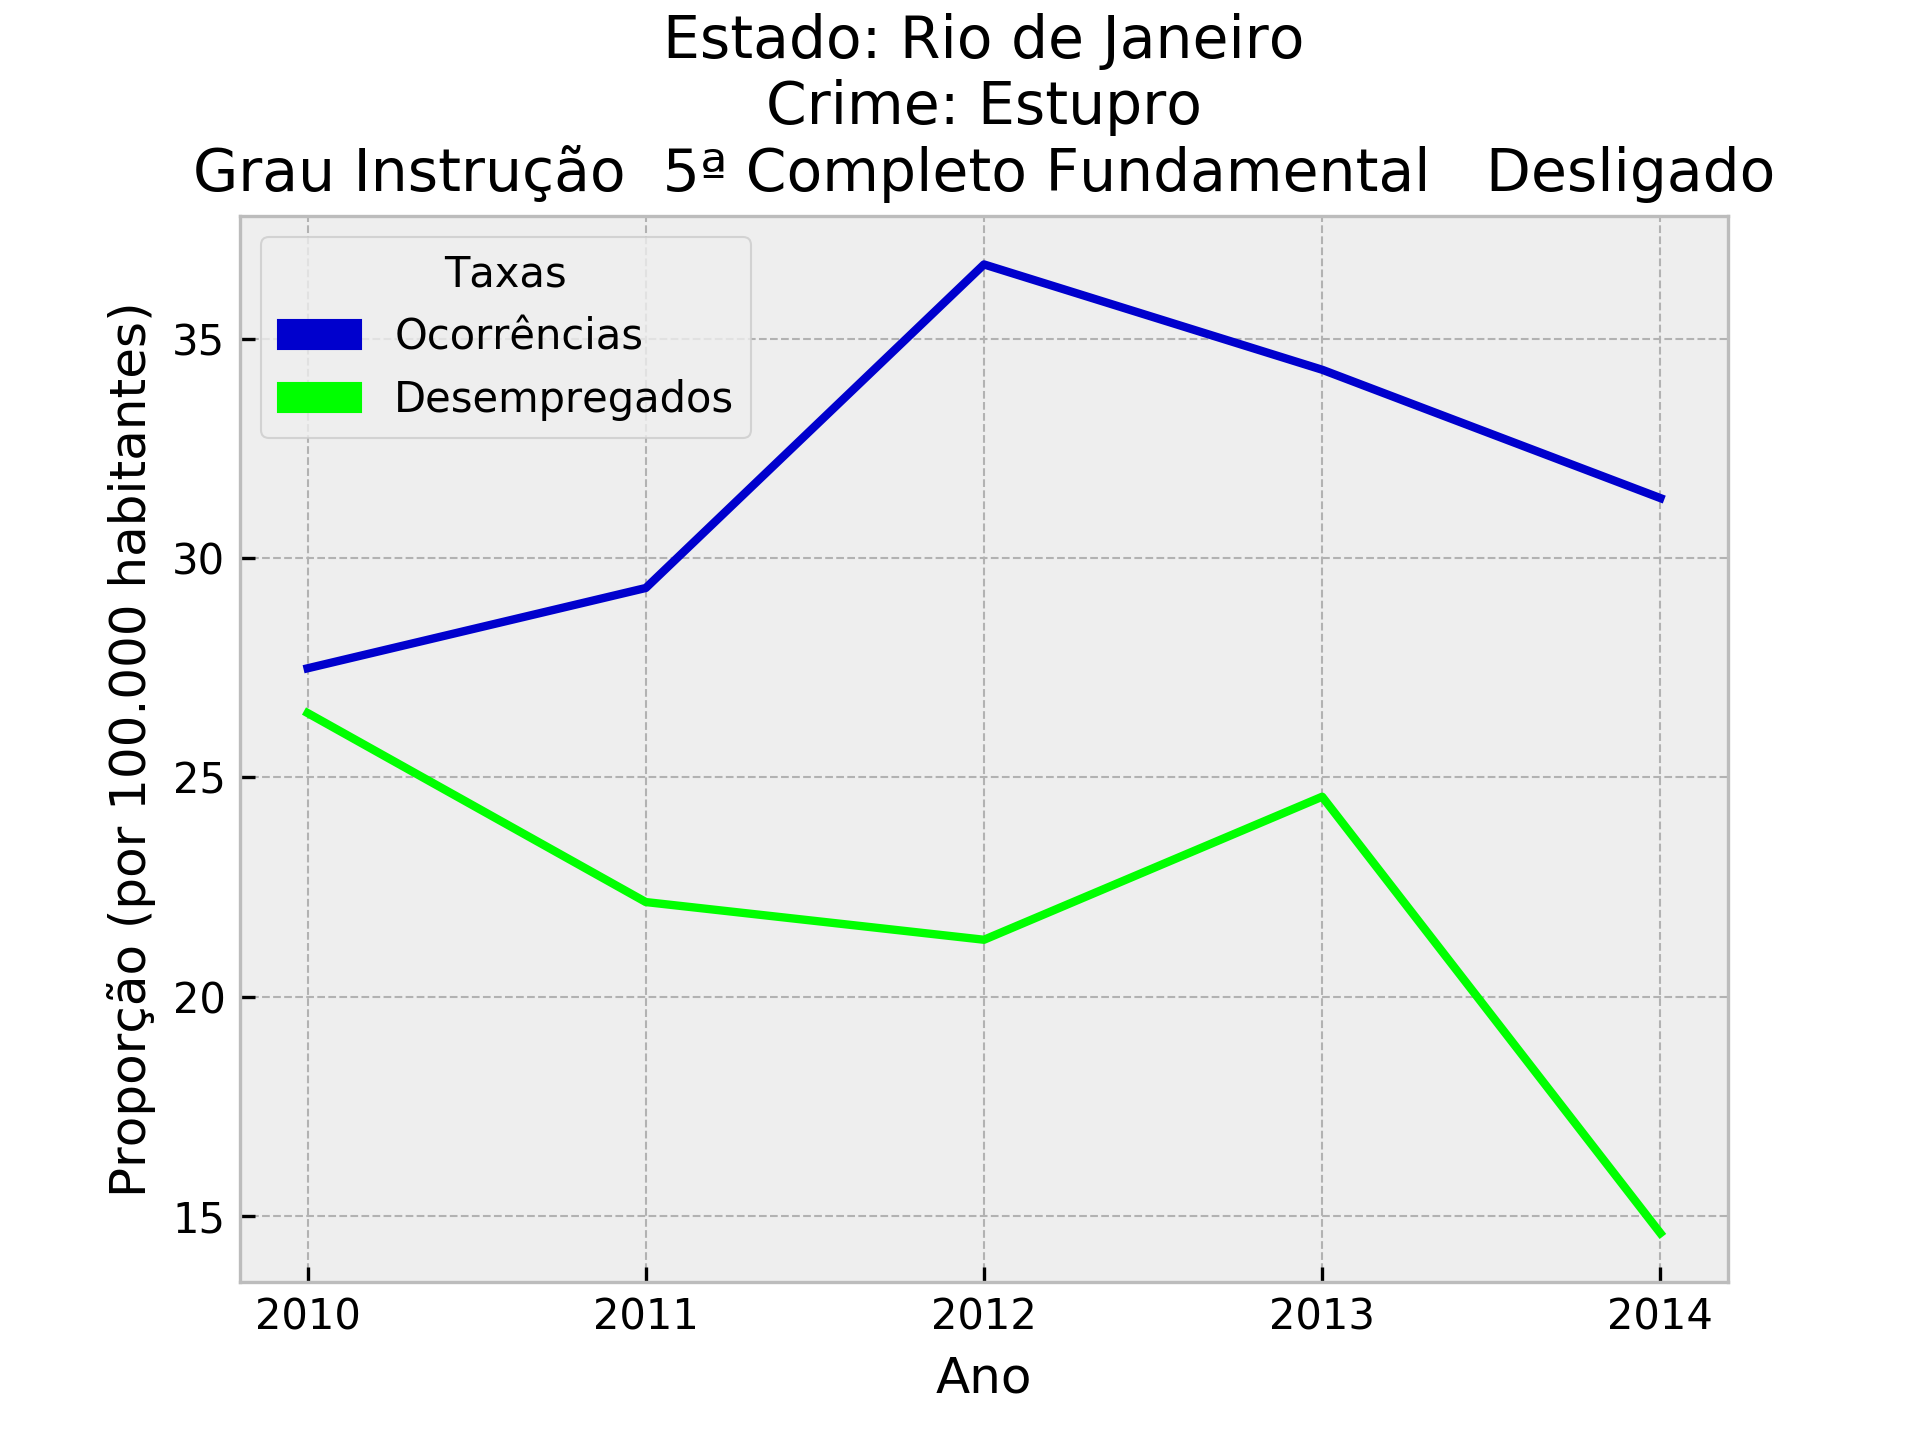 Estado: Rio de Janeiro
Crime: Estupro
Grau Instrução  5ª Completo Fundamental   Desligado
Taxas
Ocorrências
Desempregados
Proporção (por 100.000 habitantes)
35
30
25
20
15
2010 2011 2012 2013 2014
Ano